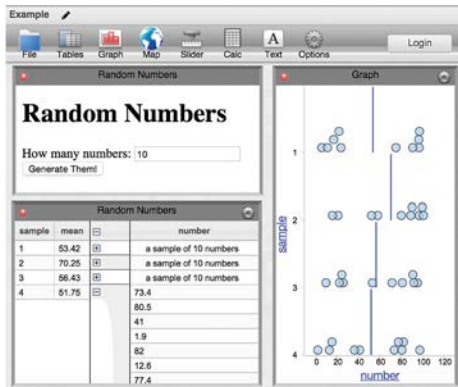 Example
File Tables Graph Map Slider Calc Text Options Login
Random Numbers
Random Numbers
How many numbers: 10
Generate Them!
Random Numbers
sample mean number
1 53.42 a sample of 10 numbers
2 70.25 a sample of 10 numbers
3 56.43 a sample of 10 numbers
4 51.75 73.4
80.5
41
1.9
82
12.6
77.4
Graph
1
2
3
4
sample
0 20 40 60 80 100 120
number